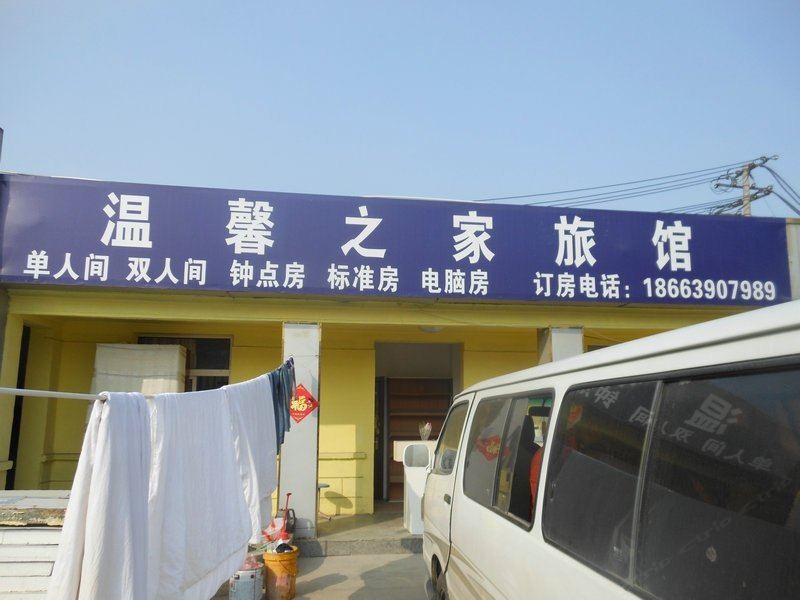 温馨之家旅馆
单人间 双人间 钟点房 标准房 电脑房 订房电话：18663907989
福